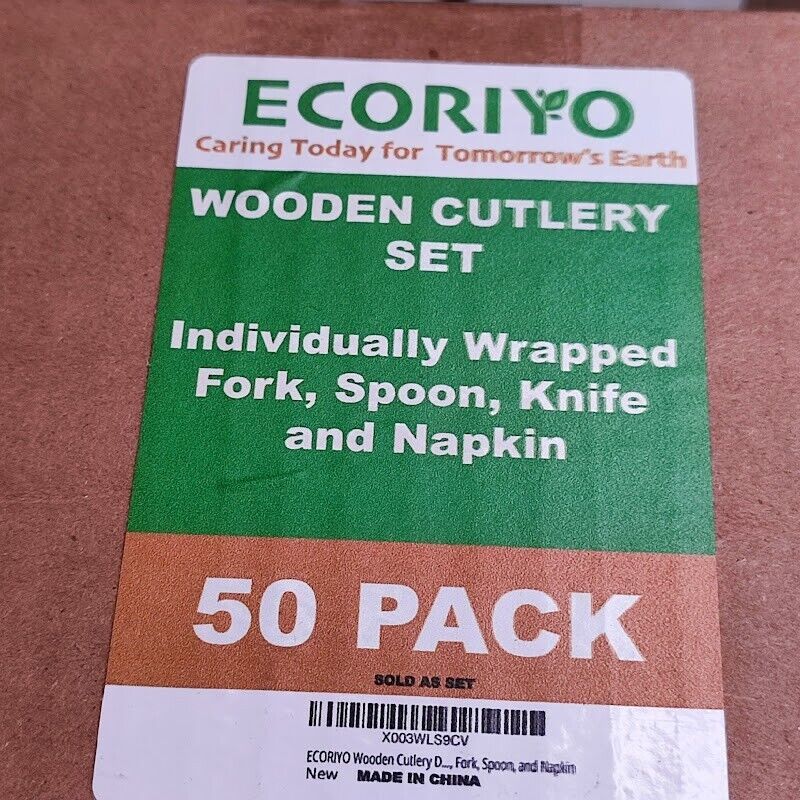 ECORIYO
Caring Today for Tomorrow's Earth
WOODEN CUTLERY
SET
Individually Wrapped
Fork, Spoon, Knife
and Napkin
50 PACK
SOLD AS SET
X003WLS9CV
ECORIYO Wooden Cutlery D..., Fork, Spoon, and Napkin
New MADE IN CHINA